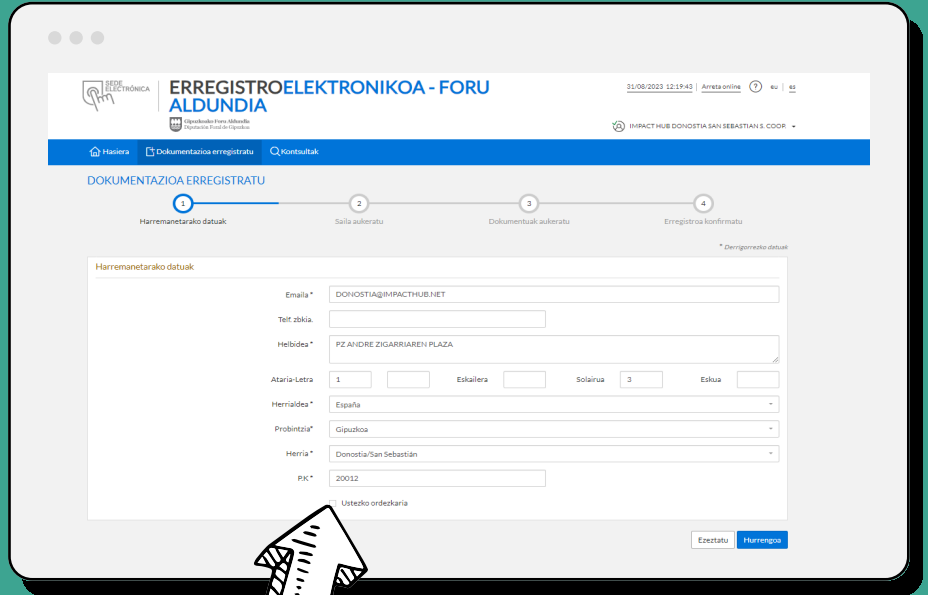 SEDE
ELECTRÓNICA
ERREGISTROELEKTRONIKOA - FORU
ALDUNDIA
Gipuzkoako Foru Aldundia
Diputación Foral de Gipuzkoa
31/08/2023 12:19:43 | Arreta online ? eu | es
IMPACT HUB DONOSTIA SAN SEBASTIAN S. COOP.
Hasiera Dokumentazioa erregistratu Kontsultak
DOKUMENTAZIOA ERREGISTRATU
1 2 3 4
Harremanetarako datuak Saila aukeratu Dokumentuak aukeratu Erregistroa konfirmatu
* Derrigorrezko datuak
Harremanetarako datuak
Emaila * DONOSTIA@IMPACTHUB.NET
Telf. zbkia.
Helbidea * PZ ANDRE ZIGARRIAREN PLAZA
Ataria-Letra 1 Eskailera Solairua 3 Eskua
Herrialdea * España
Probintzia* Gipuzkoa
Herria * Donostia/San Sebastián
P.K * 20012
Ustezko ordezkaria
Ezeztatu Hurrengoa